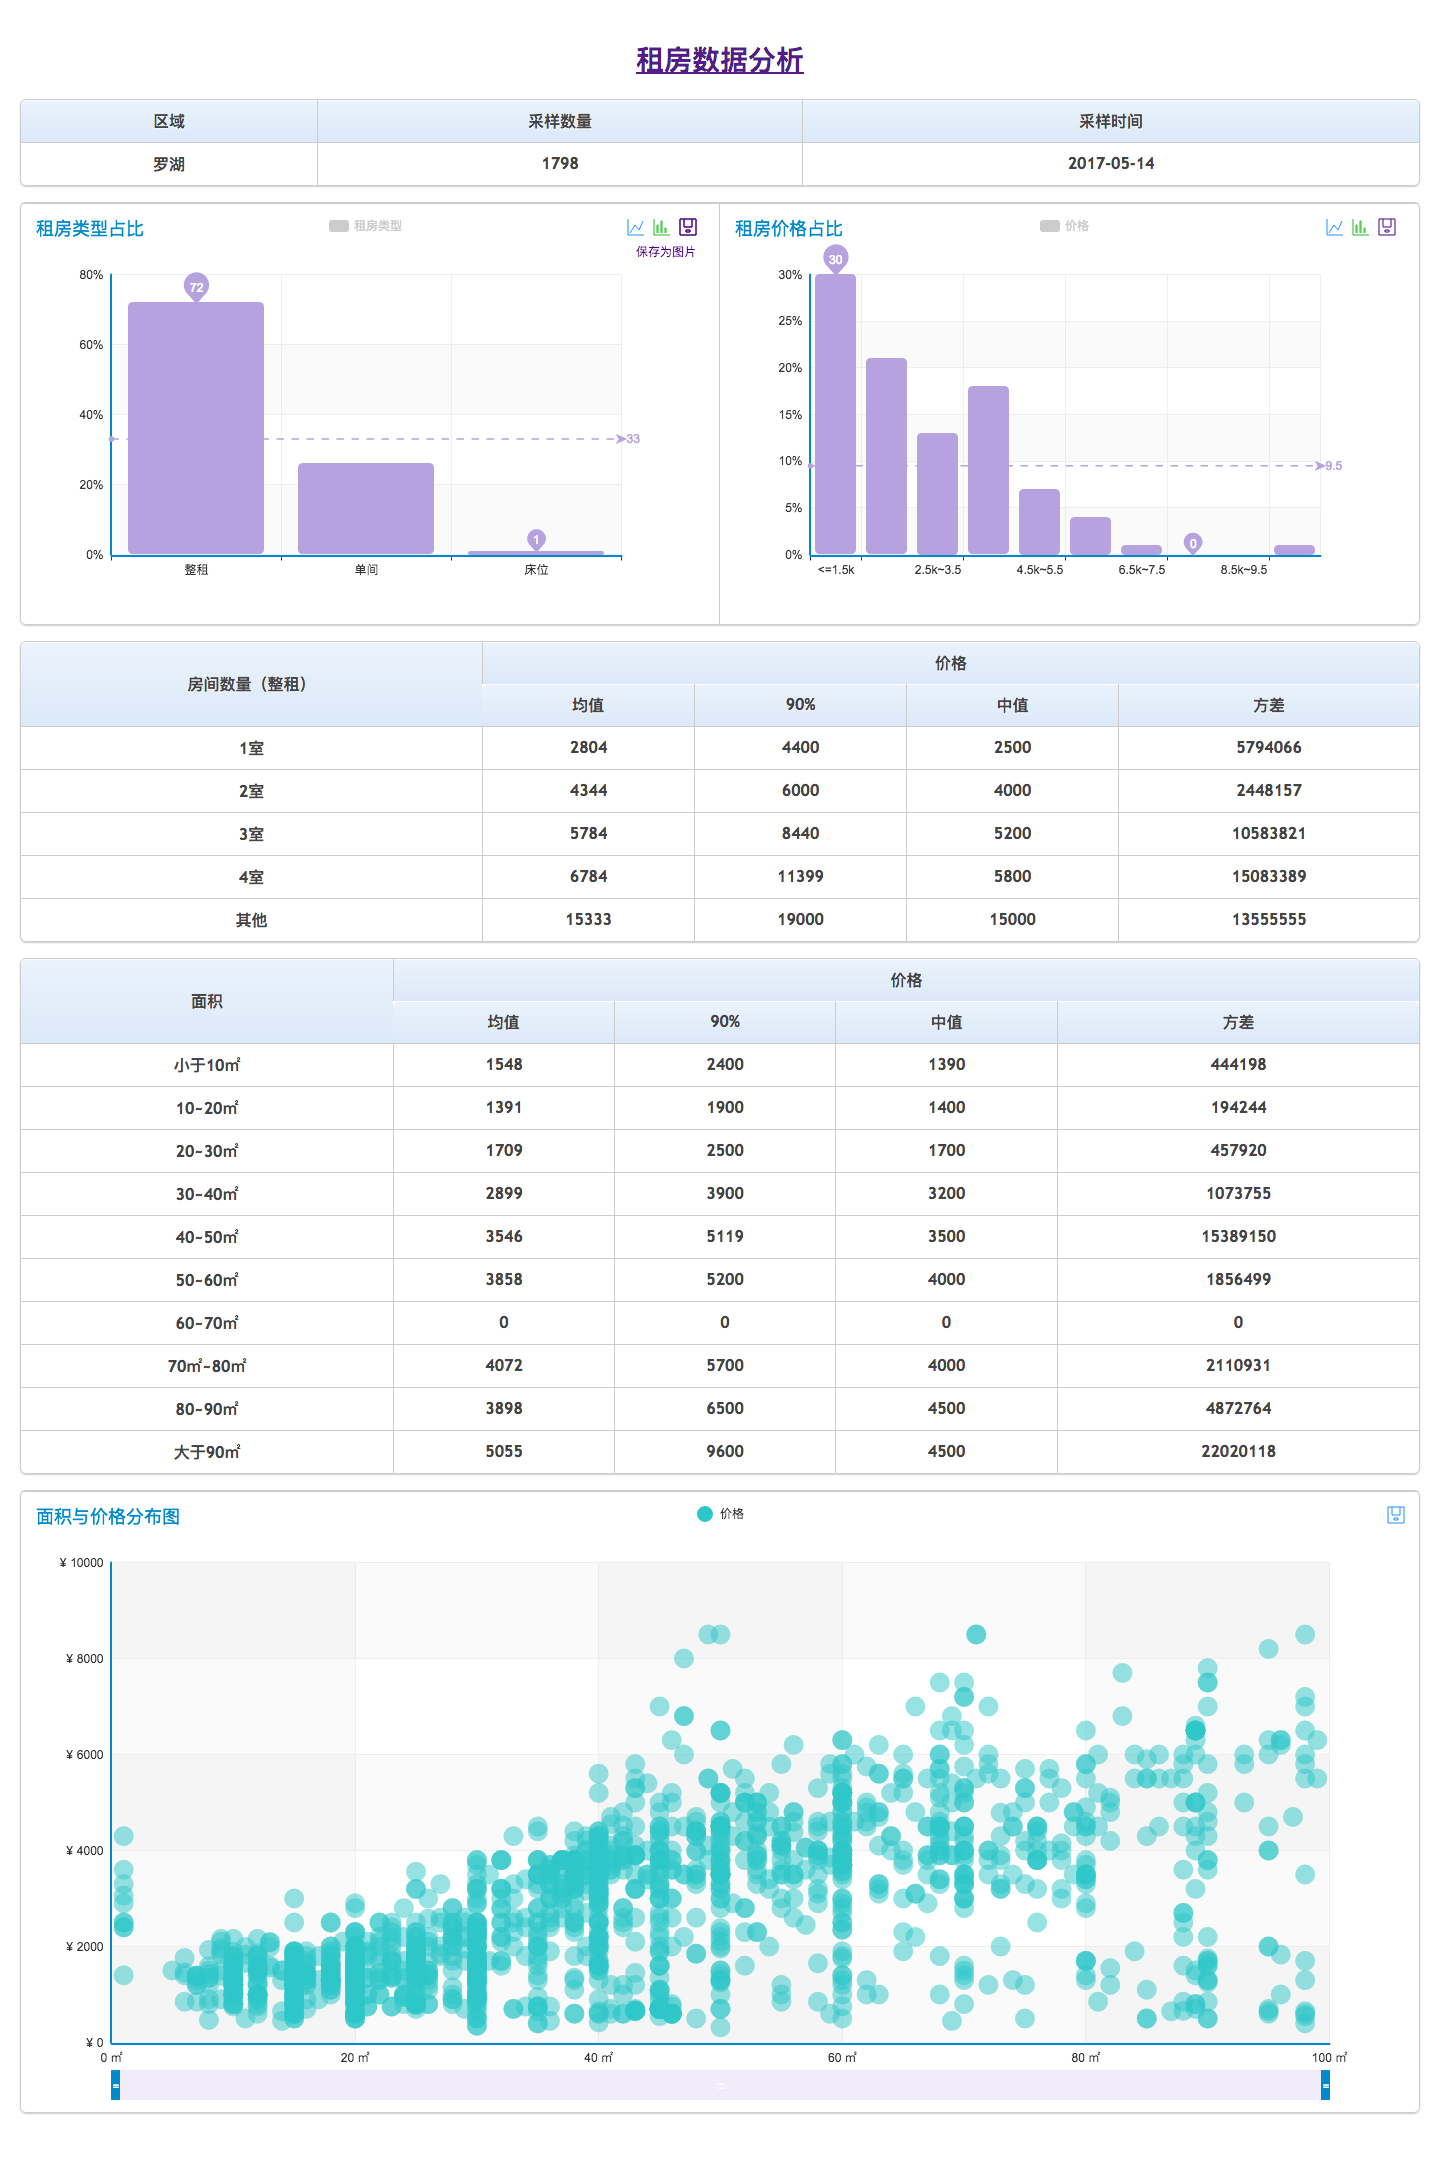 租房数据分析
区域 采样数量 采样时间
罗湖 1798 2017-05-14
租房类型占比
租房类型
保存为图片
80%
60%
40%
20%
0%
72
33
1
整租 单间 床位
租房价格占比
价格
30%
25%
20%
15%
10%
5%
0%
30
9.5
0
<=1.5k 2.5k~3.5 4.5k~5.5 6.5k~7.5 8.5k~9.5
房间数量（整租） 价格
均值 90% 中值 方差
1室 2804 4400 2500 5794066
2室 4344 6000 4000 2448157
3室 5784 8440 5200 10583821
4室 6784 11399 5800 15083389
其他 15333 19000 15000 13555555
面积 价格
均值 90% 中值 方差
小于10㎡ 1548 2400 1390 444198
10~20㎡ 1391 1900 1400 194244
20~30㎡ 1709 2500 1700 457920
30~40㎡ 2899 3900 3200 1073755
40~50㎡ 3546 5119 3500 15389150
50~60㎡ 3858 5200 4000 1856499
60~70㎡ 0 0 0 0
70㎡~80㎡ 4072 5700 4000 2110931
80~90㎡ 3898 6500 4500 4872764
大于90㎡ 5055 9600 4500 22020118
面积与价格分布图
价格
¥ 10000
¥ 8000
¥ 6000
¥ 4000
¥ 2000
¥ 0
0 ㎡ 20 ㎡ 40 ㎡ 60 ㎡ 80 ㎡ 100 ㎡